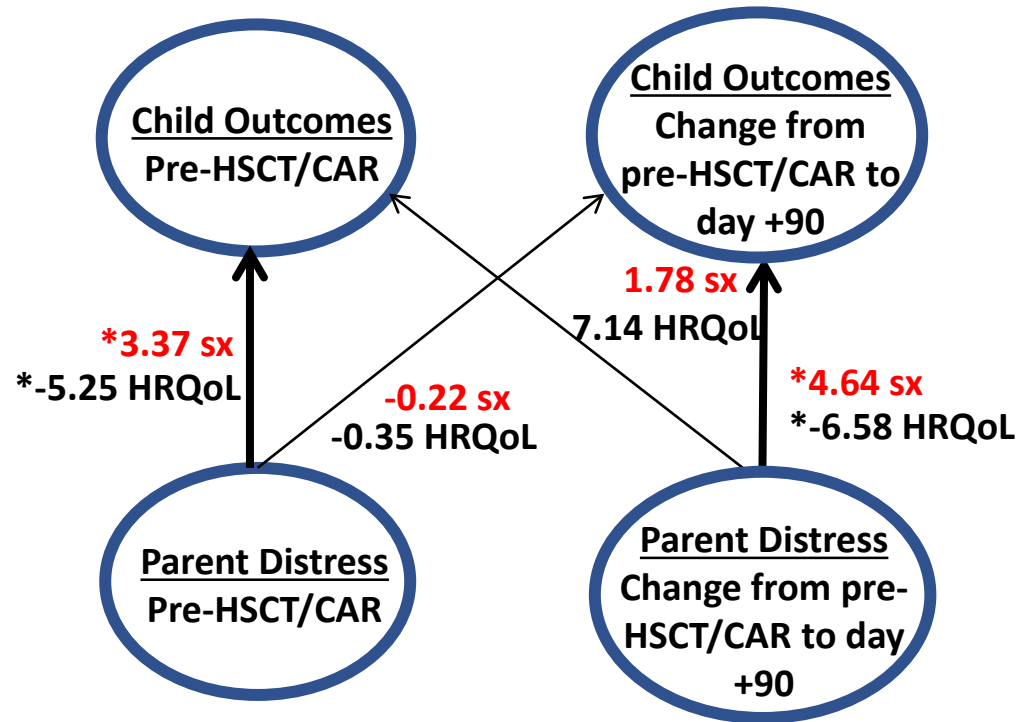 Child Outcomes
Pre-HSCT/CAR
Child Outcomes
Change from
pre-HSCT/CAR to
day +90
*3.37 sx
*-5.25 HRQoL
-0.22 sx
-0.35 HRQoL
1.78 sx
7.14 HRQoL
*4.64 sx
*-6.58 HRQoL
Parent Distress
Pre-HSCT/CAR
Parent Distress
Change from pre-
HSCT/CAR to day
+90